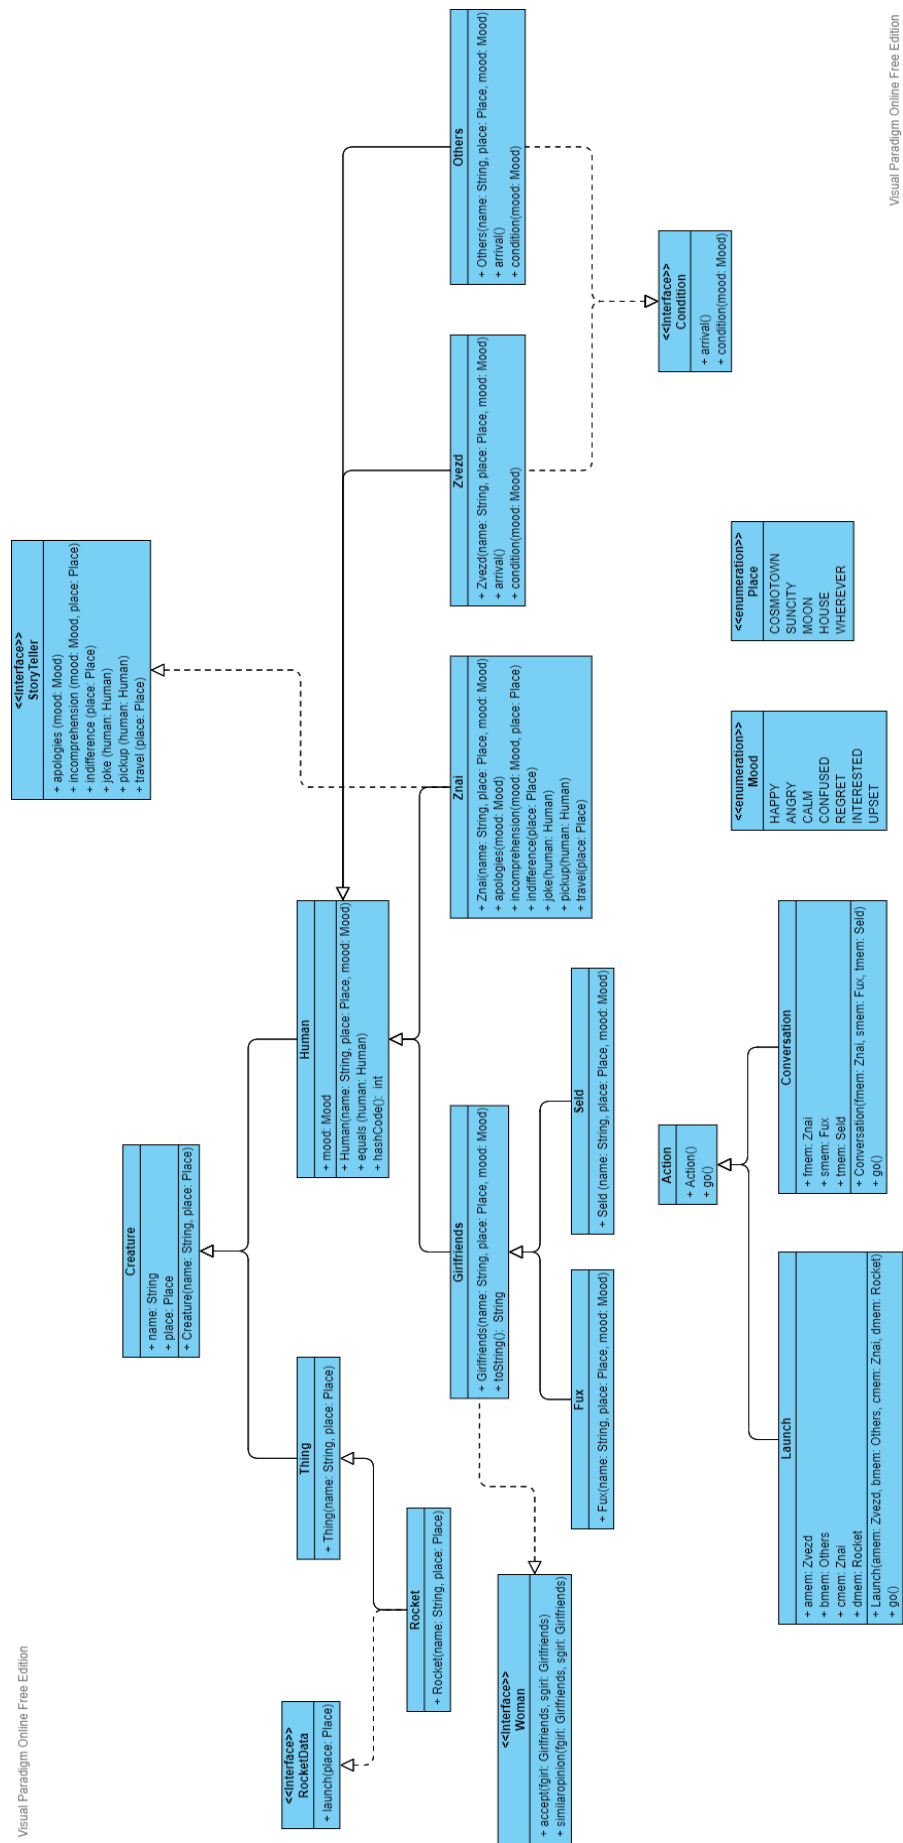 Visual Paradigm Online Free Edition
<<Interface>>
RocketData
+ launch(place: Place)
Rocket
+ Rocket(name: String, place: Place)
Thing
+ Thing(name: String, place: Place)
Creature
+ name: String
+ place: Place
+ Creature(name: String, place: Place)
Human
+ mood: Mood
+ Human(name: String, place: Place, mood: Mood)
+ equals (human: Human)
+ hashCode(): int
<<Interface>>
StoryTeller
+ apologies (mood: Mood)
+ incomprehension (mood: Mood, place: Place)
+ indifference (place: Place)
+ joke (human: Human)
+ pickup (human: Human)
+ travel (place: Place)
<<Interface>>
Woman
+ accept(fgirl: Girlfriends, sgirl: Girlfriends)
+ similaropinion(fgirl: Girlfriends, sgirl: Girlfriends)
Girlfriends
+ Girlfriends(name: String, place: Place, mood: Mood)
+ toString(): String
Fux
+ Fux(name: String, place: Place, mood: Mood)
Seld
+ Seld (name: String, place: Place, mood: Mood)
Znai
+ Znai(name: String, place: Place, mood: Mood)
+ apologies(mood: Mood)
+ incomprehension(mood: Mood, place: Place)
+ indifference(place: Place)
+ joke(human: Human)
+ pickup(human: Human)
+ travel(place: Place)
Zvezd
+ Zvezd(name: String, place: Place, mood: Mood)
+ arrival()
+ condition(mood: Mood)
Others
+ Others(name: String, place: Place, mood: Mood)
+ arrival()
+ condition(mood: Mood)
<<Interface>>
Condition
+ arrival()
+ condition(mood: Mood)
Launch
+ amem: Zvezd
+ bmem: Others
+ cmem: Znai
+ dmem: Rocket
+ Launch(amem: Zvezd, bmem: Others, cmem: Znai, dmem: Rocket)
+ go()
Action
+ Action()
+ go()
Conversation
+ fmem: Znai
+ smem: Fux
+ tmem: Seld
+ Conversation(fmem: Znai, smem: Fux, tmem: Seld)
+ go()
<<enumeration>>
Mood
HAPPY
ANGRY
CALM
CONFUSED
REGRET
INTERESTED
UPSET
<<enumeration>>
Place
COSMOTOWN
SUNCITY
MOON
HOUSE
WHEREVER
Visual Paradigm Online Free Edition